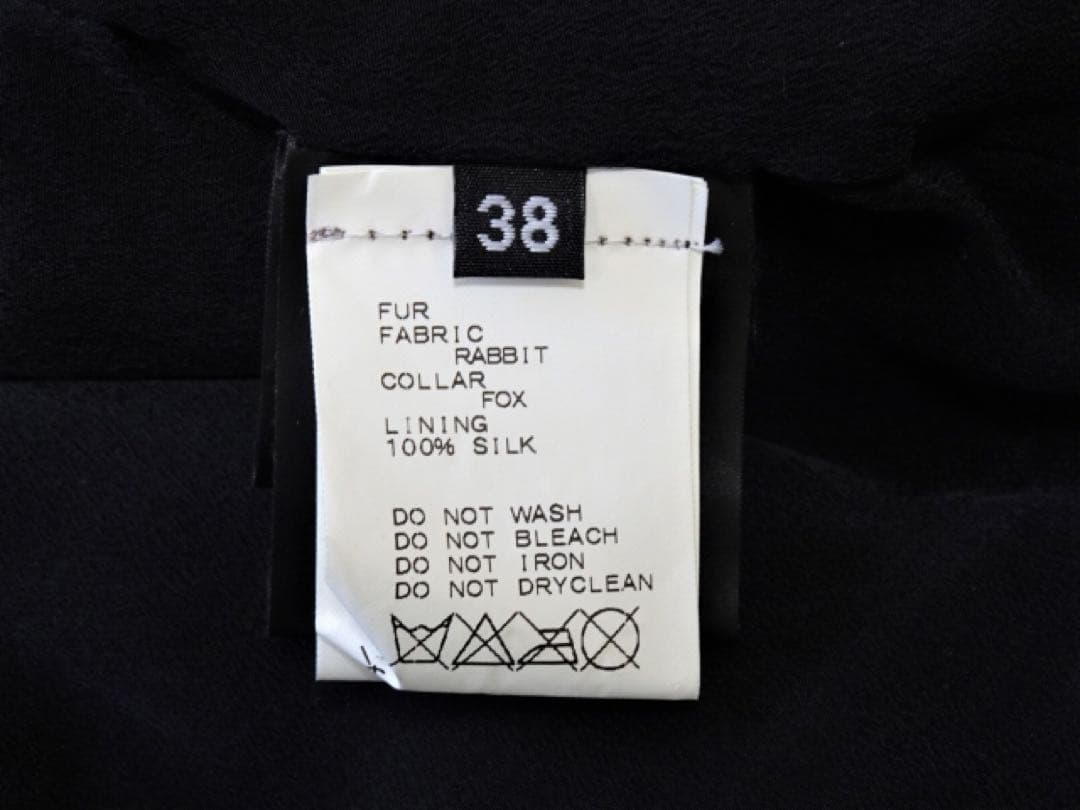 38
FUR
FABRIC
RABBIT
COLLAR
FOX
LINING
100% SILK
DO NOT WASH
DO NOT BLEACH
DO NOT IRON
DO NOT DRYCLEAN